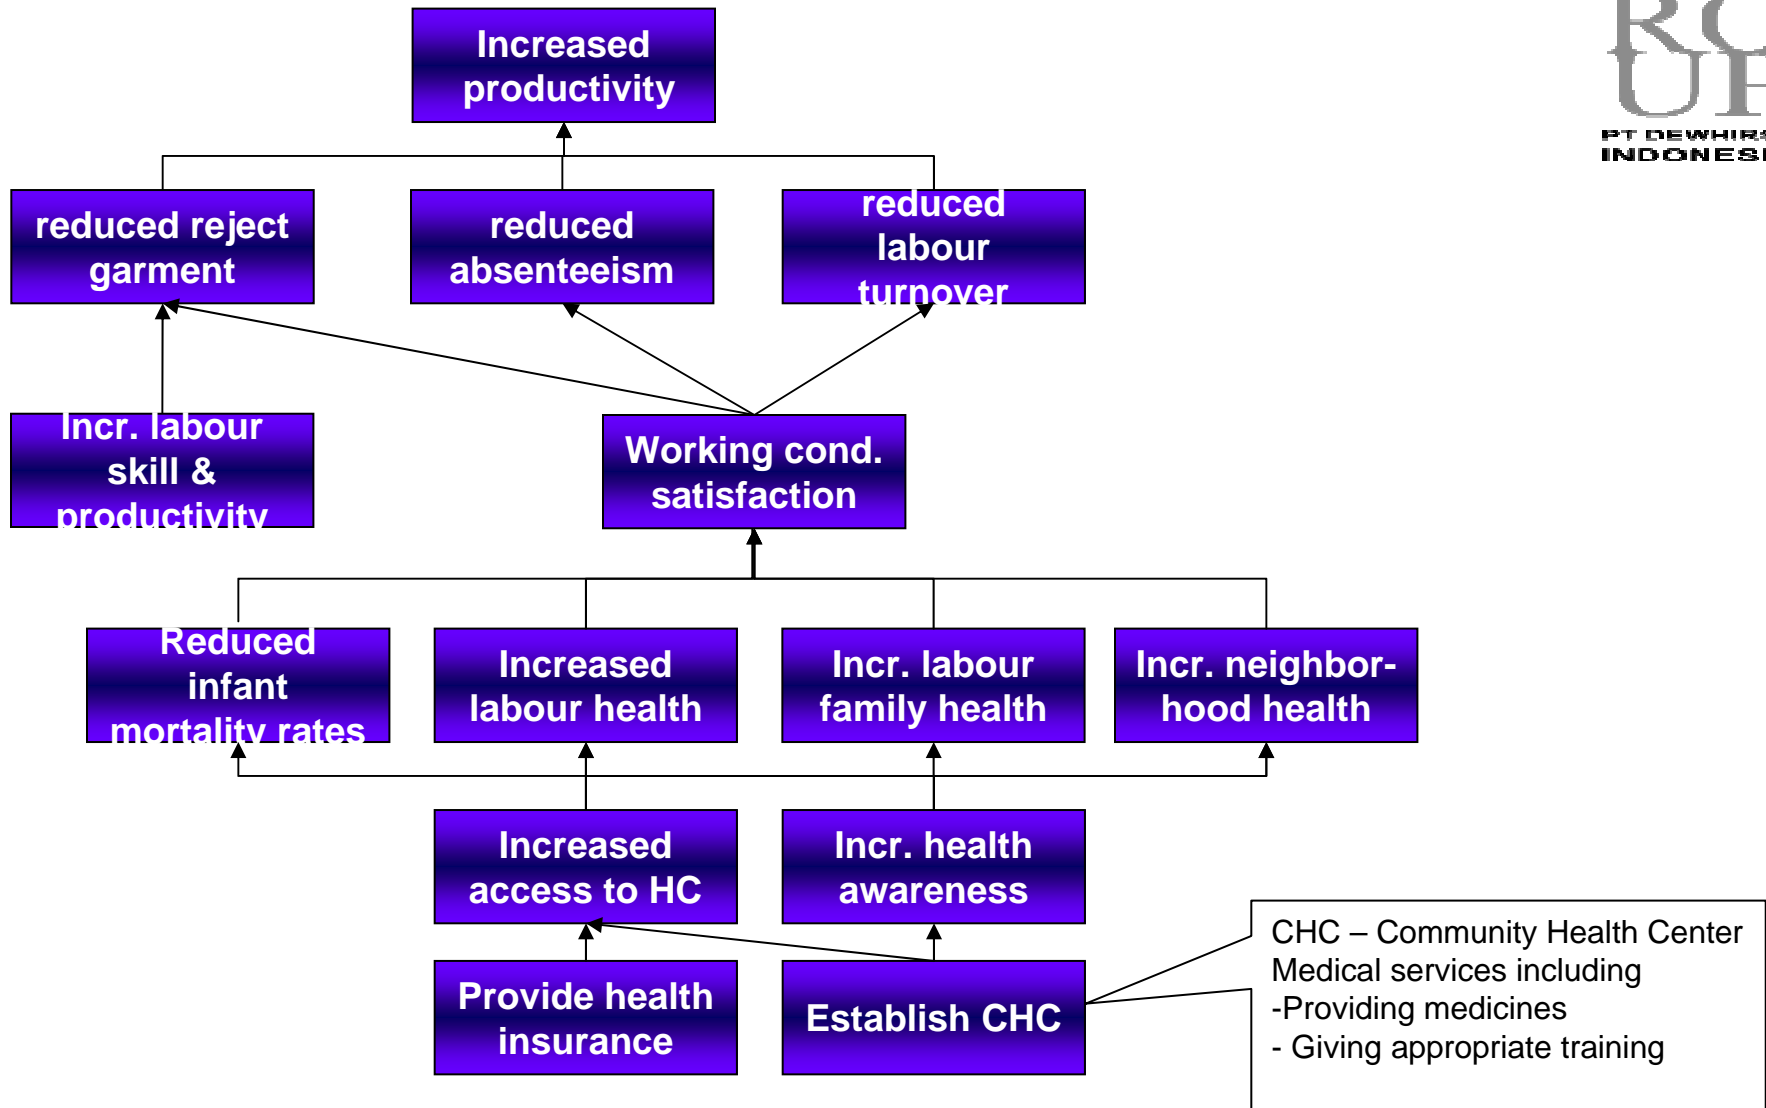 Increased
productivity
RC
UP
PT DEWHIRS
INDONESI
reduced reject
garment
reduced
absenteeism
reduced
labour
turnover
Incr. labour
skill &
productivity
Working cond.
satisfaction
Reduced
infant
mortality rates
Increased
labour health
Incr. labour
family health
Incr. neighbor-
hood health
Increased
access to HC
Incr. health
awareness
Provide health
insurance
Establish CHC
CHC – Community Health Center
Medical services including
-Providing medicines
- Giving appropriate training